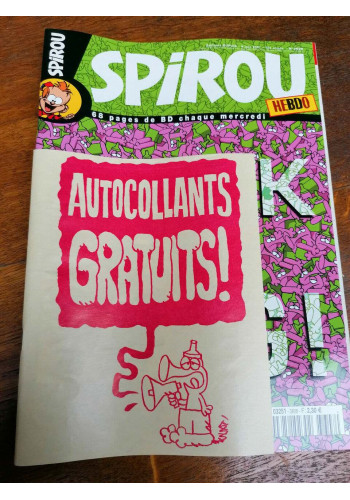 SPIROU
SPIROU
HEBDO
68 pages de BD chaque mercredi
AUTOCOLLANTS
GRATUITS!
K
!